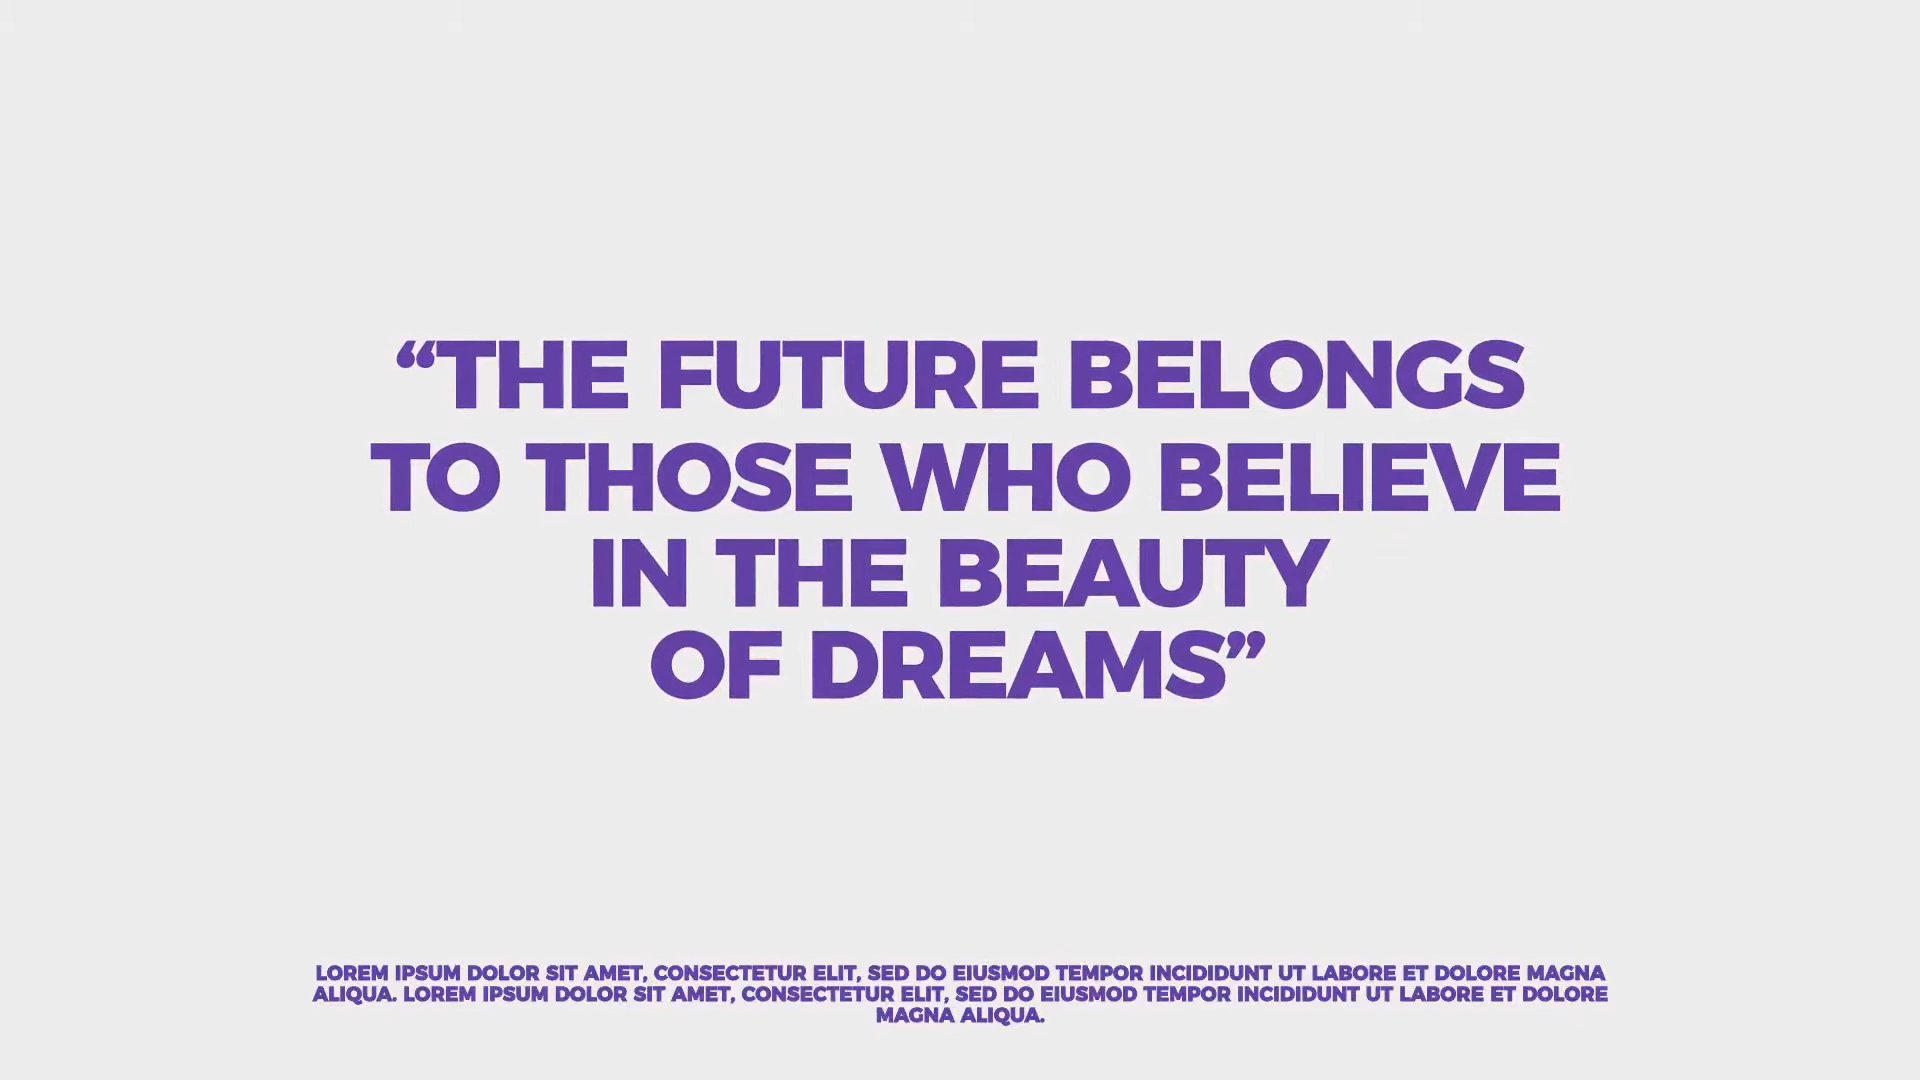 “THE FUTURE BELONGS
TO THOSE WHO BELIEVE
IN THE BEAUTY
OF DREAMS”
LOREM IPSUM DOLOR SIT AMET, CONSECTETUR ELIT, SED DO EIUSMOD TEMPOR INCIDIDUNT UT LABORE ET DOLORE MAGNA
ALIQUA. LOREM IPSUM DOLOR SIT AMET, CONSECTETUR ELIT, SED DO EIUSMOD TEMPOR INCIDIDUNT UT LABORE ET DOLORE
MAGNA ALIQUA.